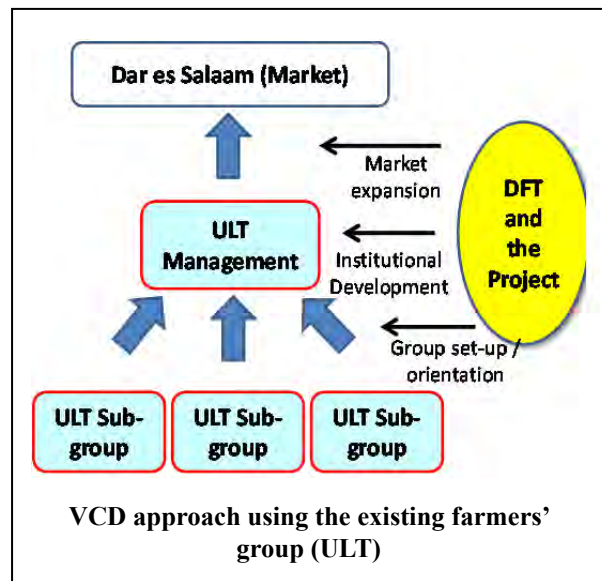 Dar es Salaam (Market)
Market
expansion
DFT
and
the
Project
ULT
Management
Institutional
Development
Group set-up /
orientation
ULT Sub-
group
ULT Sub-
group
ULT Sub-
group
VCD approach using the existing farmers’
group (ULT)